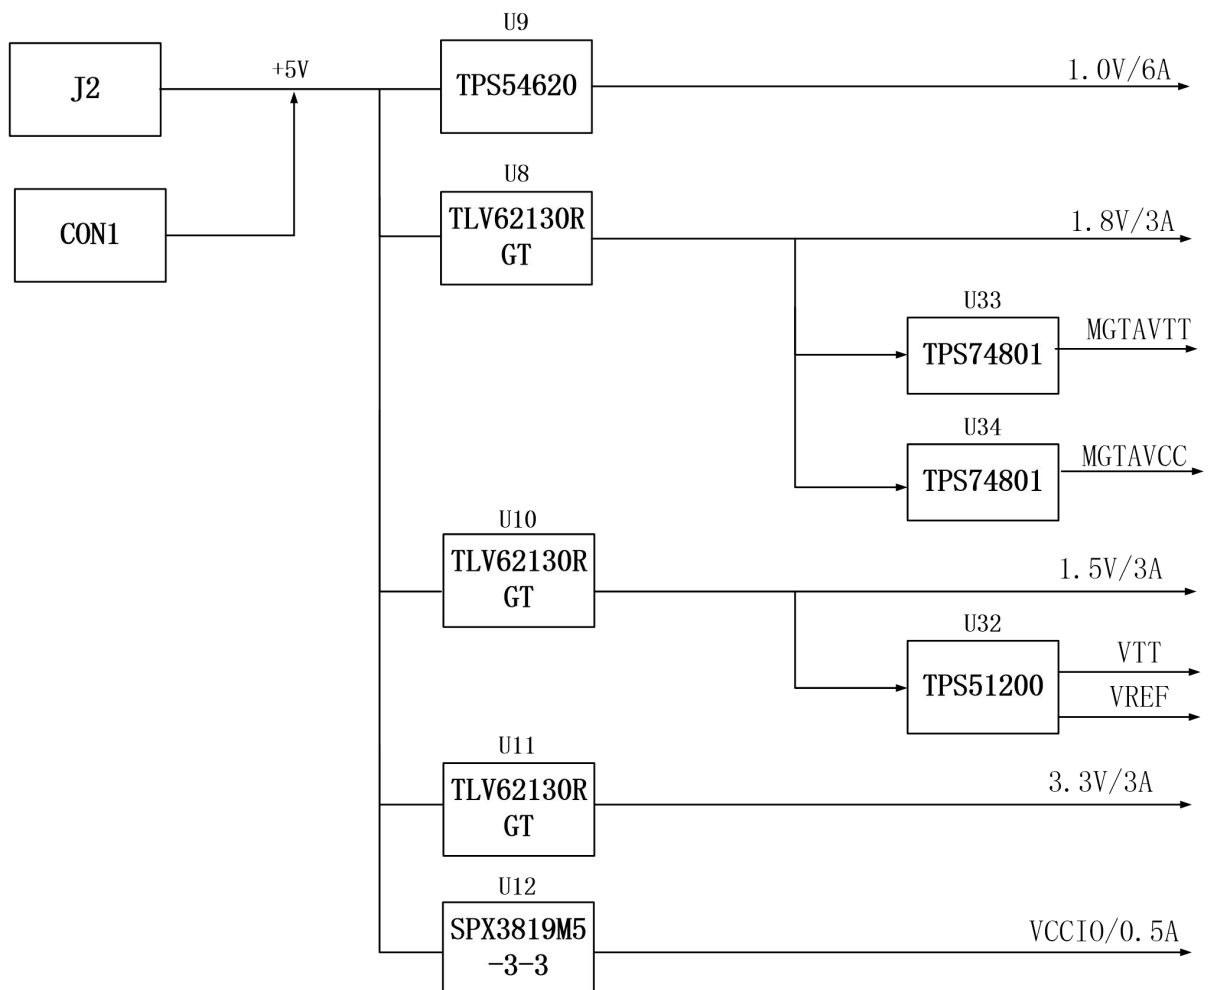 U9
J2
+5V
TPS54620
1.0V/6A
U8
CON1
TLV62130R
GT
1.8V/3A
U33
TPS74801
MGTAVTT
U34
TPS74801
MGTAVCC
U10
TLV62130R
GT
1.5V/3A
U32
TPS51200
VTT
VREF
U11
TLV62130R
GT
3.3V/3A
U12
SPX3819M5
-3-3
VCCIO/0.5A